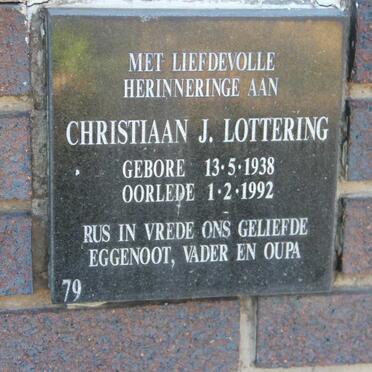 MET LIEFDEVOLLE
HERINNERINGE AAN
CHRISTIAAN J. LOTTERING
GEBORE 13·5·1938
OORLEDE 1·2·1992
RUS IN VREDE ONS GELIEFDE
EGGENOOT, VADER EN OUPA
79